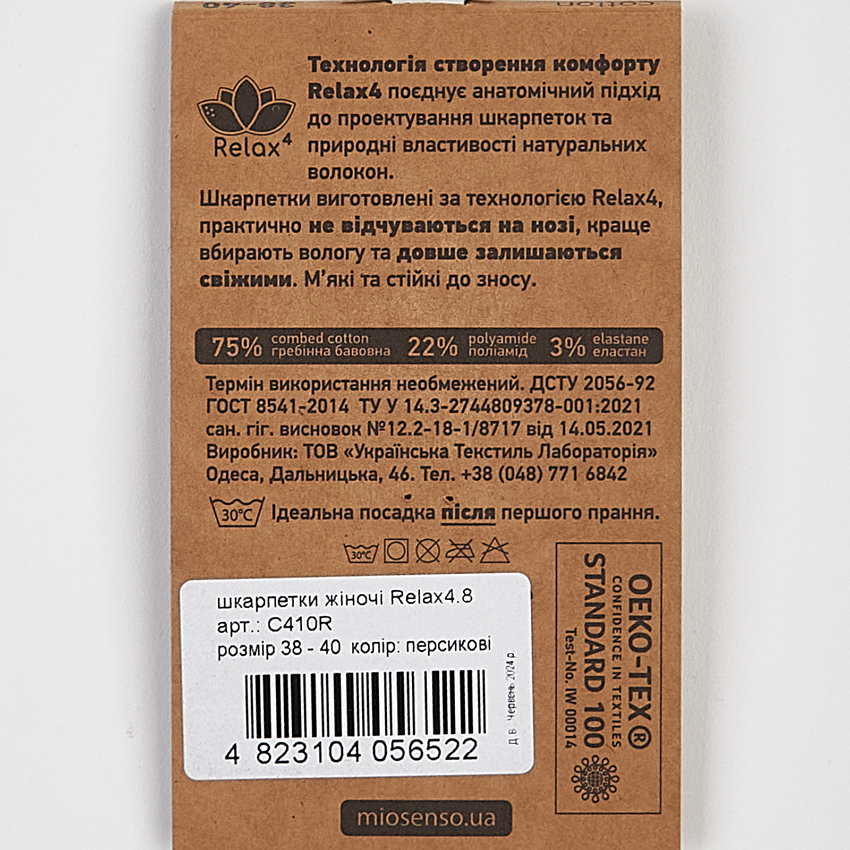 38-40 cotton
Технологія створення комфорту
Relax4 поєднує анатомічний підхід
до проектування шкарпеток та
природні властивості натуральних
волокон.
Relax4
Шкарпетки виготовлені за технологією Relax4,
практично не відчуваються на нозі, краще
вбирають вологу та довше залишаються
свіжими. М’які та стійкі до зносу.
75% combed cotton 22% polyamide 3% elastane
гребінна бавовна поліамід еластан
Термін використання необмежений. ДСТУ 2056-92
ГОСТ 8541-2014 ТУ У 14.3-2744809378-001:2021
сан. гіг. висновок №12.2-18-1/8717 від 14.05.2021
Виробник: ТОВ «Українська Текстиль Лабораторія»
Одеса, Дальницька, 46. Тел. +38 (048) 771 6842
30°C Ідеальна посадка після першого прання.
30°C
шкарпетки жіночі Relax4.8
арт.: C410R
розмір 38 - 40 колір: персикові
4 823104 056522
д.в. Червень 2024 р.
OEKO-TEX®
CONFIDENCE IN TEXTILES
STANDARD 100
Test-No. IW 00014
miosenso.ua